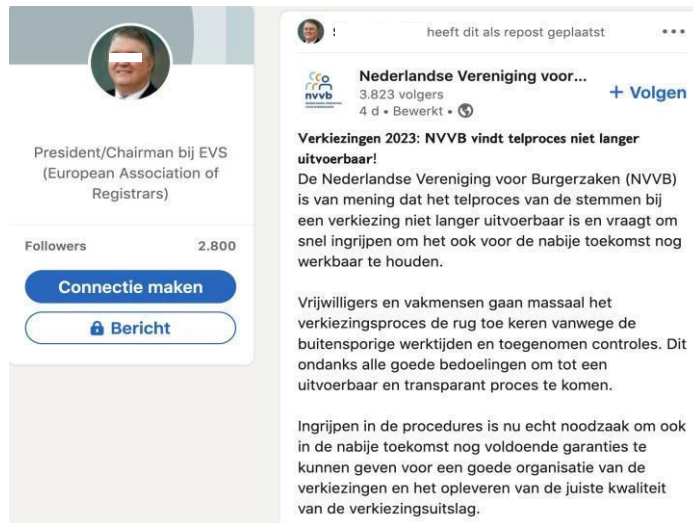 President/Chairman bij EVS
(European Association of
Registrars)
Followers 2.800
Connectie maken
Bericht
heeft dit als repost geplaatst
nvvb
Nederlandse Vereniging voor...
3.823 volgers
4 d • Bewerkt •
+ Volgen
Verkiezingen 2023: NVVB vindt telproces niet langer
uitvoerbaar!
De Nederlandse Vereniging voor Burgerzaken (NVVB)
is van mening dat het telproces van de stemmen bij
een verkiezing niet langer uitvoerbaar is en vraagt om
snel ingrijpen om het ook voor de nabije toekomst nog
werkbaar te houden.
Vrijwilligers en vakmensen gaan massaal het
verkiezingsproces de rug toe keren vanwege de
buitensporige werktijden en toegenomen controles. Dit
ondanks alle goede bedoelingen om tot een
uitvoerbaar en transparant proces te komen.
Ingrijpen in de procedures is nu echt noodzaak om ook
in de nabije toekomst nog voldoende garanties te
kunnen geven voor een goede organisatie van de
verkiezingen en het opleveren van de juiste kwaliteit
van de verkiezingsuitslag.